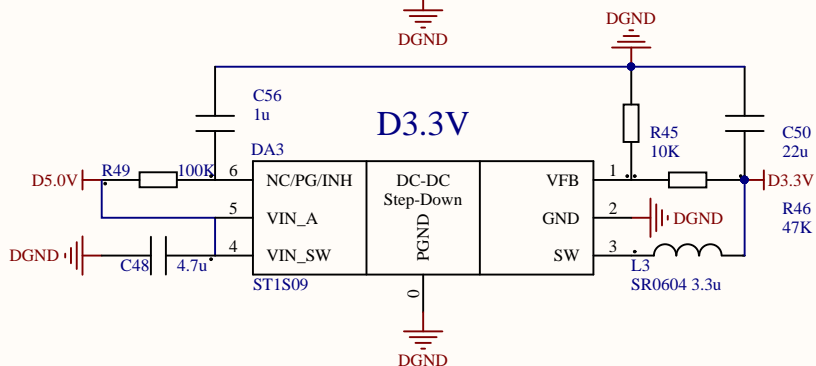 DGND
DGND
C56
1u
D3.3V
R45
10K
C50
22u
DA3
R49
100K
6
NC/PG/INH
DC-DC
Step-Down
PGND
VFB
1
D5.0V
D3.3V
5
VIN_A
GND
2
DGND
R46
47K
DGND
C48
4.7u
4
VIN_SW
SW
3
L3
SR0604 3.3u
ST1S09
0
DGND